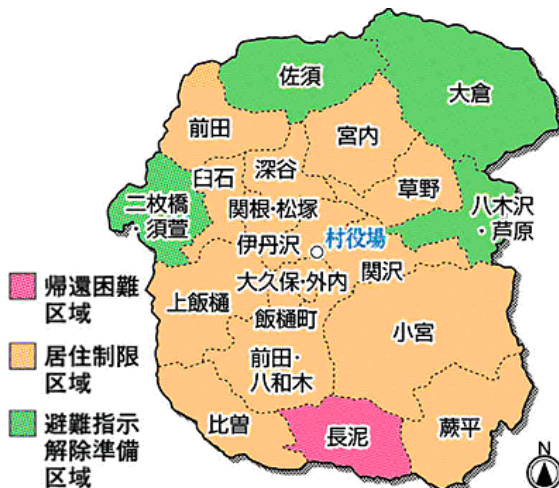 佐須
大倉
前田
宮内
深谷
臼石
草野
二枚橋
・須萱
八木沢
・芦原
関根・松塚
村役場
伊丹沢
関沢
大久保・外内
上飯樋
飯樋町
小宮
前田・
八和木
比曽
長泥
蕨平
帰還困難
区域
居住制限
区域
避難指示
解除準備
区域
N